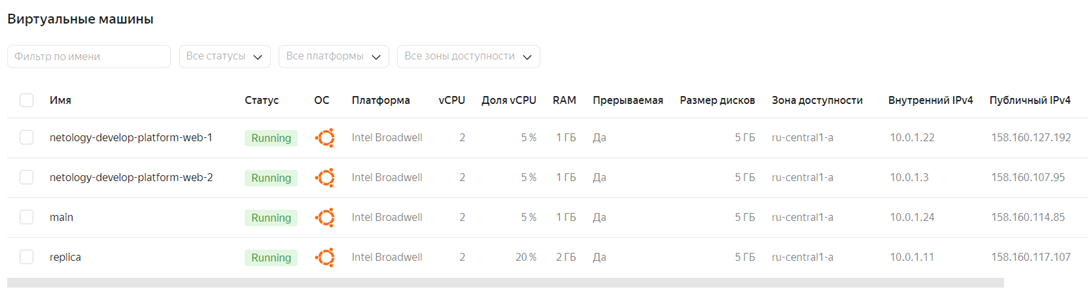 Виртуальные машины
Фильтр по имени Все статусы Все платформы Все зоны доступности
Имя Статус ОС Платформа vCPU Доля vCPU RAM Прерываемая Размер дисков Зона доступности Внутренний IPv4 Публичный IPv4
netology-develop-platform-web-1 Running Intel Broadwell 2 5 % 1 ГБ Да 5 ГБ ru-central1-a 10.0.1.22 158.160.127.192
netology-develop-platform-web-2 Running Intel Broadwell 2 5 % 1 ГБ Да 5 ГБ ru-central1-a 10.0.1.3 158.160.107.95
main Running Intel Broadwell 2 5 % 1 ГБ Да 5 ГБ ru-central1-a 10.0.1.24 158.160.114.85
replica Running Intel Broadwell 2 20 % 2 ГБ Да 5 ГБ ru-central1-a 10.0.1.11 158.160.117.107